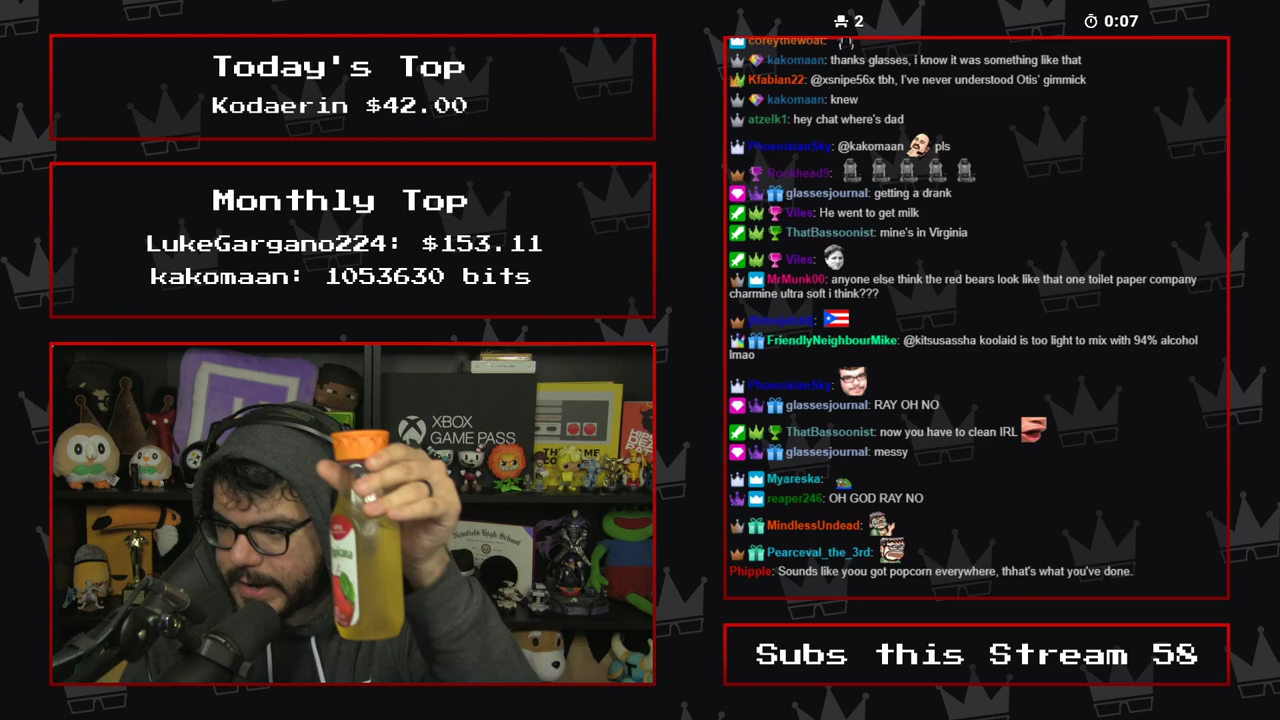 Today's Top
Kodaerin $42.00
Monthly Top
LukeGargano224: $153.11
kakomaan: 1053630 bits
XBOX
GAME PASS
2
0:07
coreythewoat:
kakomaan: thanks glasses, i know it was something like that
Kfabian22: @xsnipe56x tbh, I've never understood Otis' gimmick
kakomaan: knew
atzelk1: hey chat where's dad
PhoenixianSky: @kakomaan pls
Rockhead9:
glassesjournal: getting a drank
Viles: He went to get milk
ThatBassoonist: mine's in Virginia
Viles:
MrMunk00: anyone else think the red bears look like that one toilet paper company
charmine ultra soft i think???
FriendlyNeighbourMike: @kitsusassha koolaid is too light to mix with 94% alcohol
lmao
PhoenixianSky:
glassesjournal: RAY OH NO
ThatBassoonist: now you have to clean IRL
glassesjournal: messy
Myareska:
reaper246: OH GOD RAY NO
MindlessUndead:
Pearceval_the_3rd:
Phipple: Sounds like yoou got popcorn everywhere, thhat's what you've done.
Subs this Stream 58